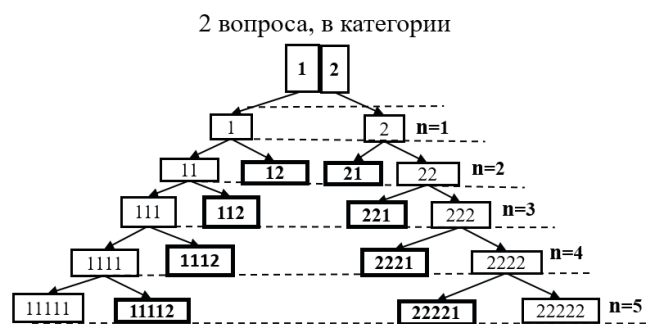 2 вопроса, в категории
1 2
1 2 n=1
11 12 21 22 n=2
111 112 221 222 n=3
1111 1112 2221 2222 n=4
11111 11112 22221 22222 n=5